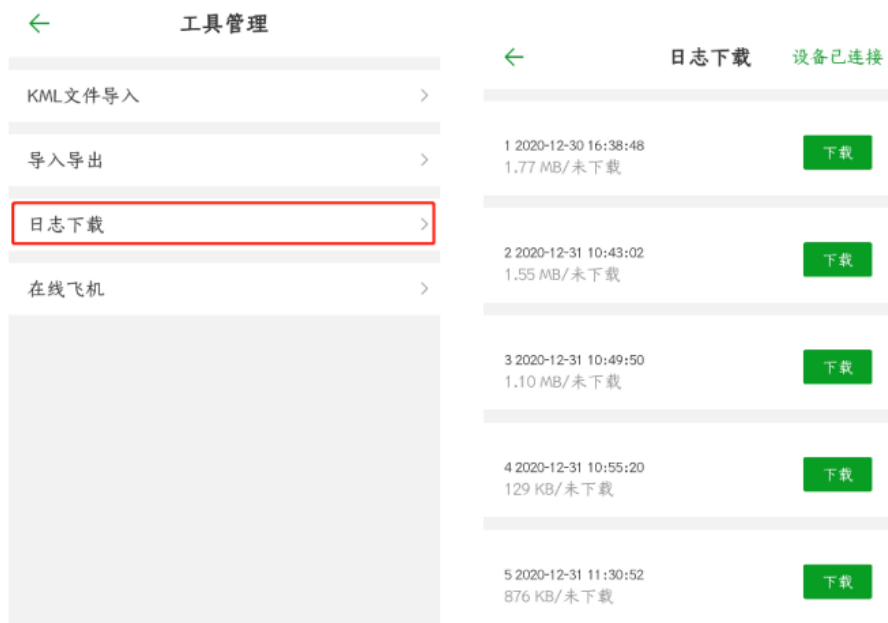 工具管理
KML文件导入
导入导出
日志下载
在线飞机
日志下载 设备已连接
1 2020-12-30 16:38:48
1.77 MB/未下载
下载
2 2020-12-31 10:43:02
1.55 MB/未下载
下载
3 2020-12-31 10:49:50
1.10 MB/未下载
下载
4 2020-12-31 10:55:20
129 KB/未下载
下载
5 2020-12-31 11:30:52
876 KB/未下载
下载